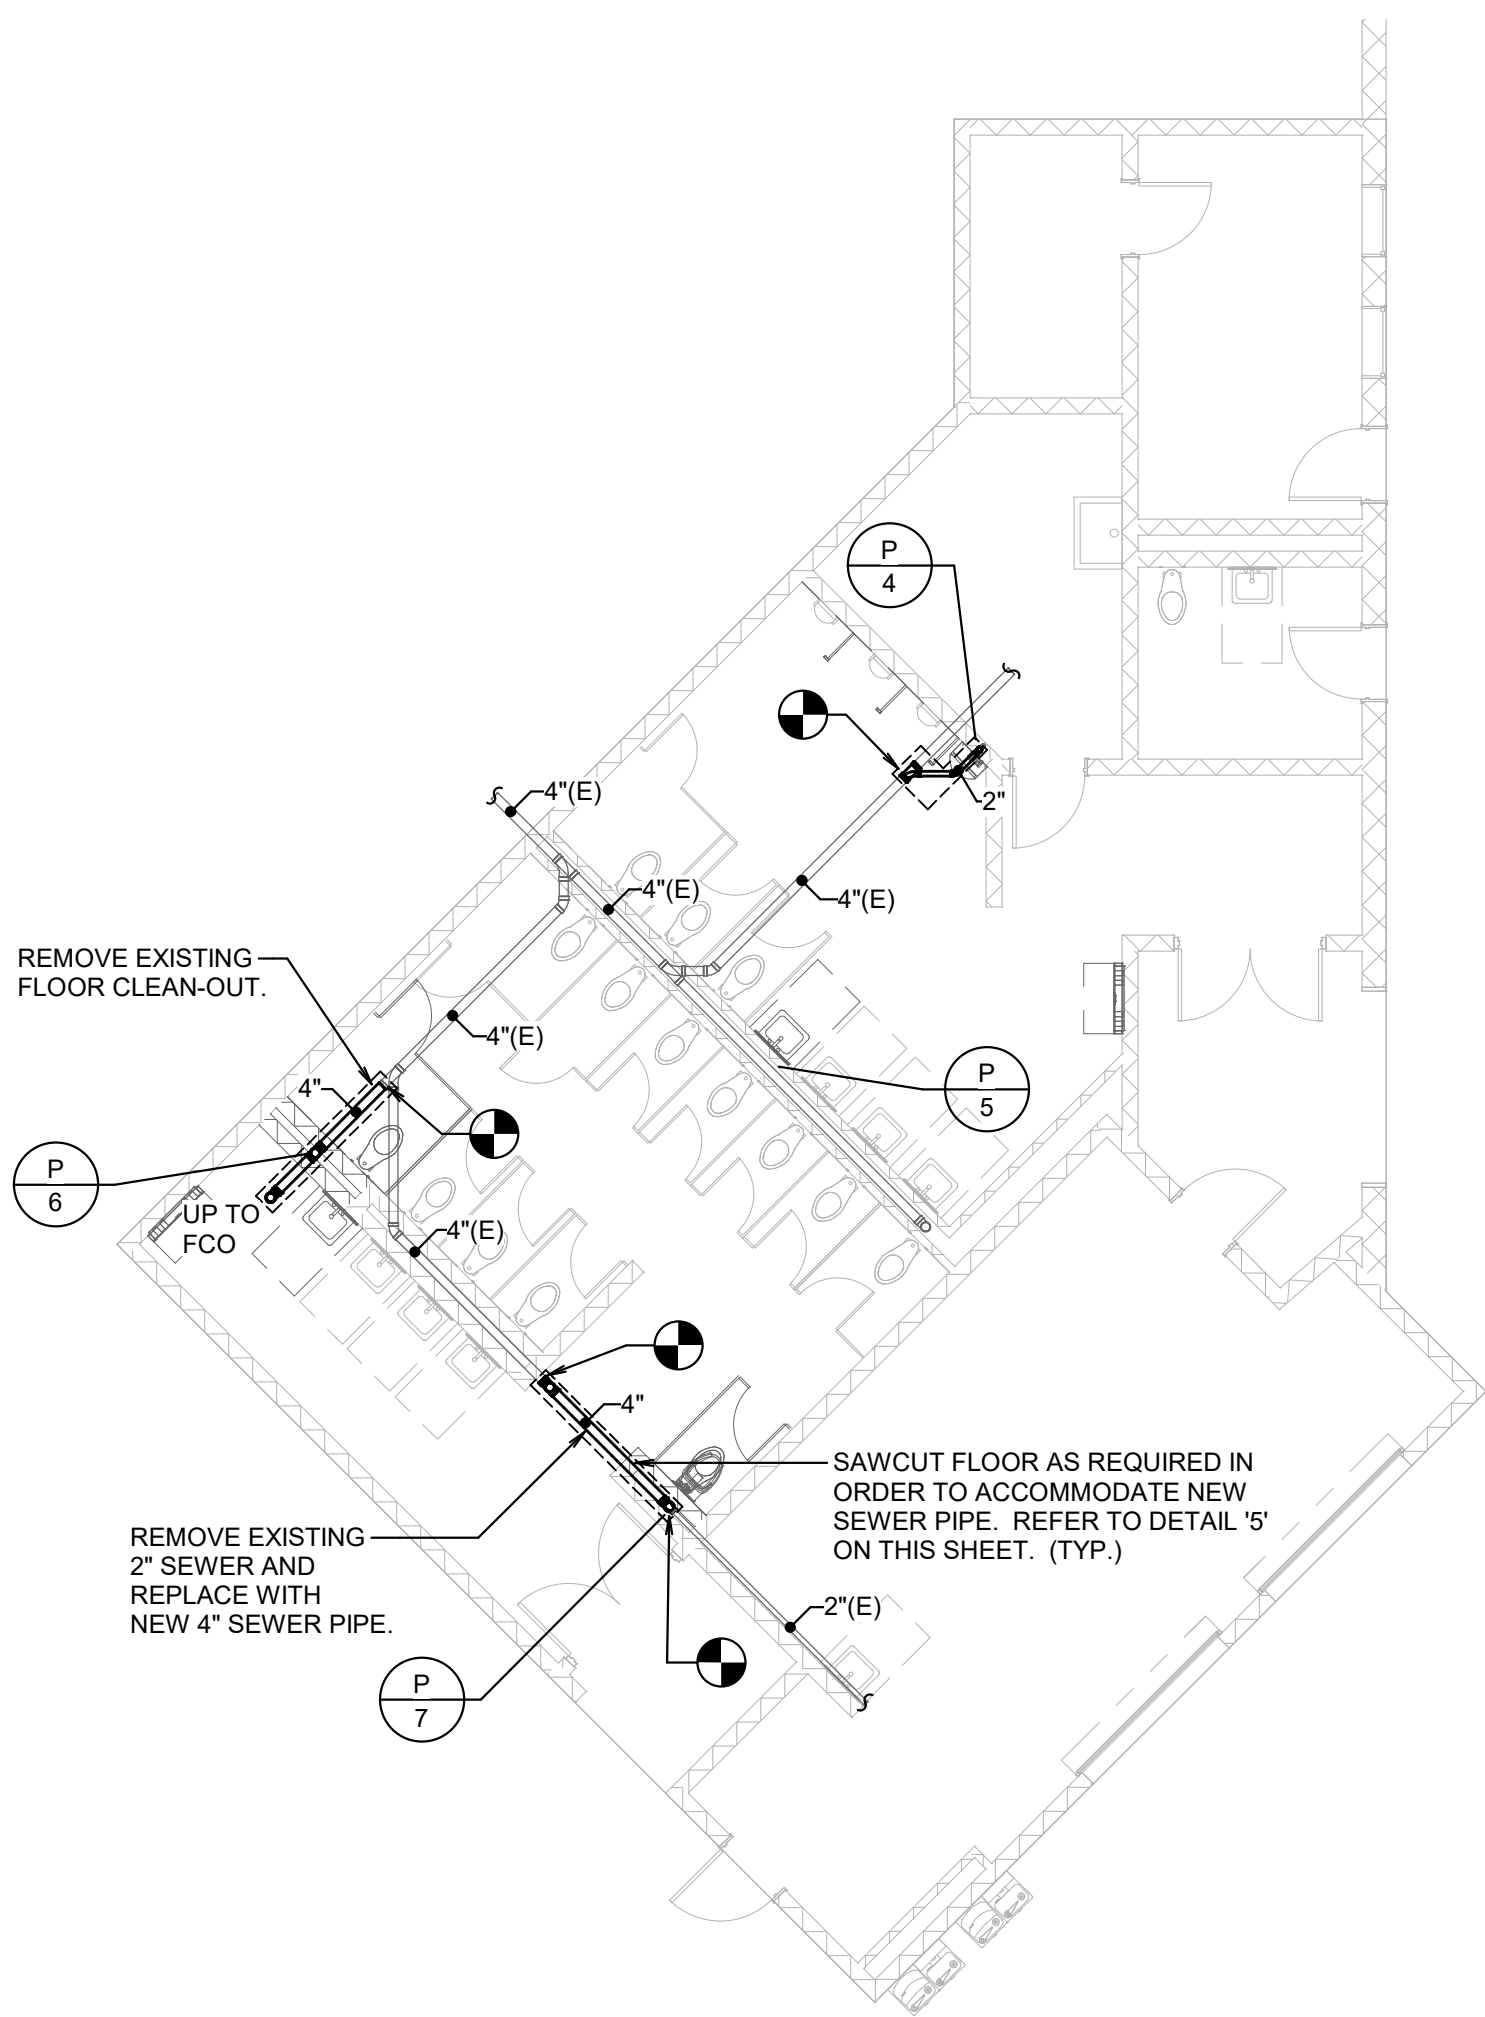 P
4
2"
4"(E)
4"(E)
4"(E)
REMOVE EXISTING
FLOOR CLEAN-OUT.
4"(E)
4"
P
5
P
6
UP TO
FCO
4"(E)
4"
SAWCUT FLOOR AS REQUIRED IN
ORDER TO ACCOMMODATE NEW
SEWER PIPE. REFER TO DETAIL '5'
ON THIS SHEET. (TYP.)
REMOVE EXISTING
2" SEWER AND
REPLACE WITH
NEW 4" SEWER PIPE.
2"(E)
P
7